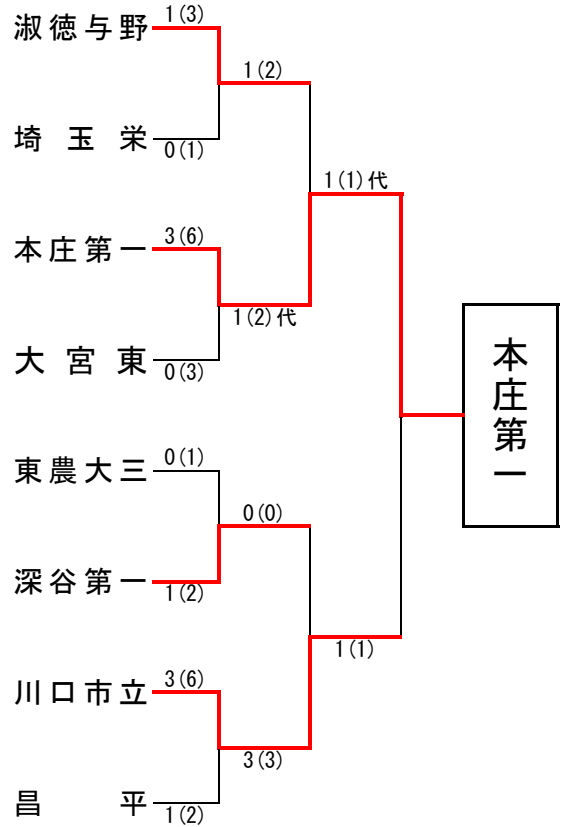 淑徳与野
1(3)
1(2)
埼玉栄
0(1)
1(1)代
本庄第一
3(6)
1(2)代
大宮東
0(3)
本庄第一
東農大三
0(1)
0(0)
深谷第一
1(2)
1(1)
川口市立
3(6)
3(3)
昌平
1(2)